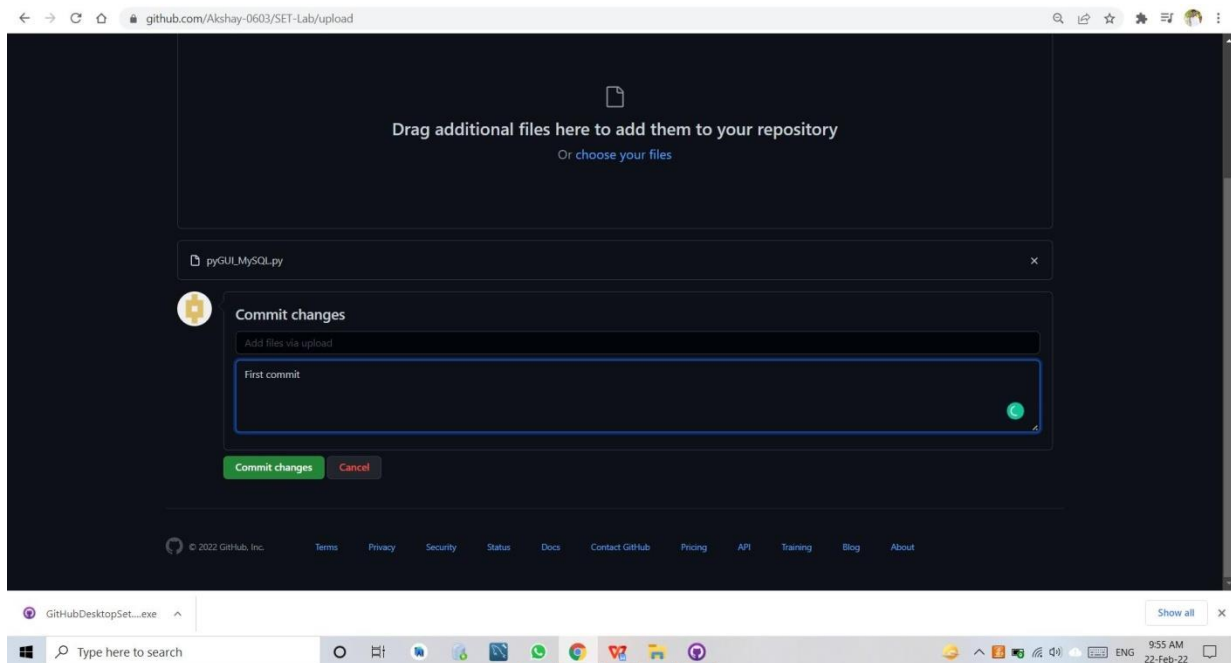 github.com/Akshay-0603/SET-Lab/upload
Drag additional files here to add them to your repository
Or choose your files
pyGUI_MySQL.py
Commit changes
Add files via upload
First commit
Commit changes Cancel
© 2022 GitHub, Inc. Terms Privacy Security Status Docs Contact GitHub Pricing API Training Blog About
GitHubDesktopSet....exe Show all
Type here to search ENG 9:55 AM
22-Feb-22